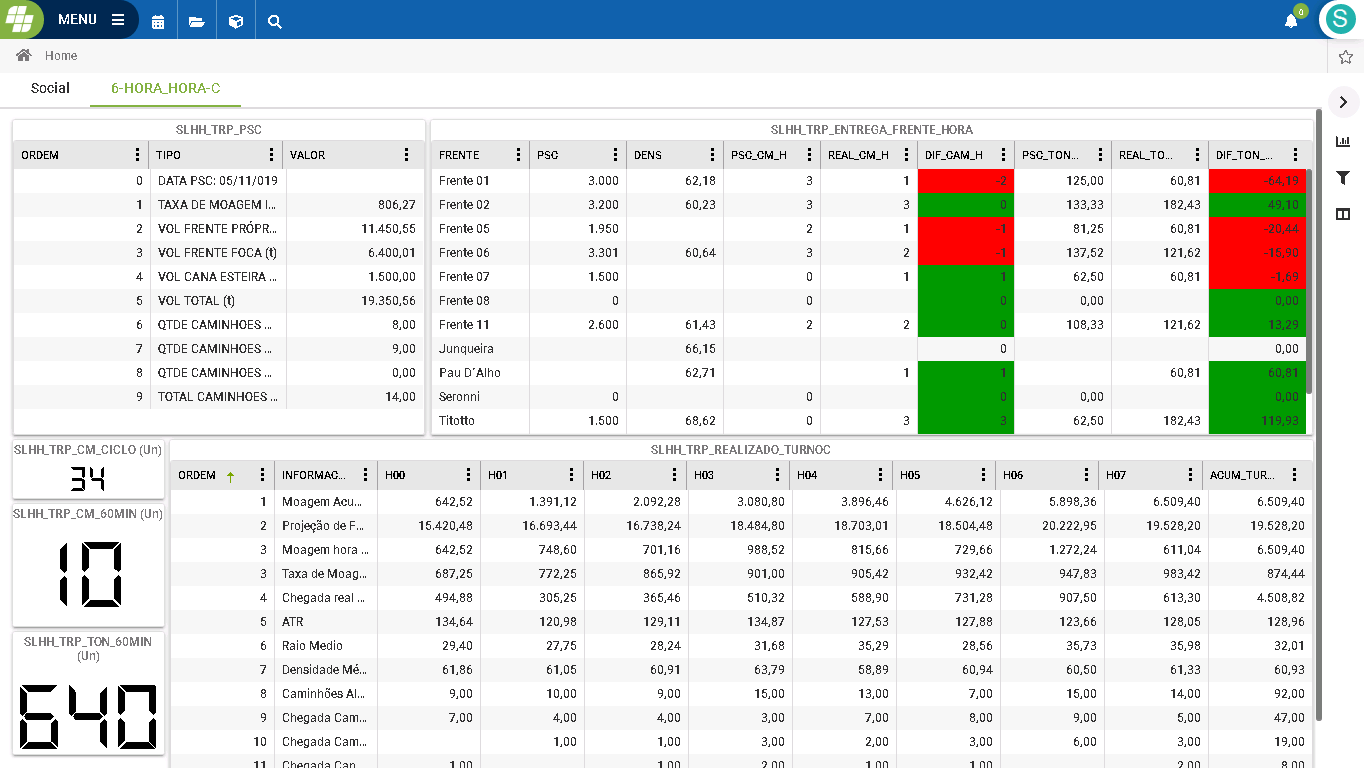 MENU
0
S
Home
Social 6-HORA_HORA-C
SLHH_TRP_PSC
ORDEM TIPO VALOR
0 DATA PSC: 05/11/019
1 TAXA DE MOAGEM I... 806,27
2 VOL FRENTE PRÓPR... 11.450,55
3 VOL FRENTE FOCA (t) 6.400,01
4 VOL CANA ESTEIRA ... 1.500,00
5 VOL TOTAL (t) 19.350,56
6 QTDE CAMINHOES ... 8,00
7 QTDE CAMINHOES ... 9,00
8 QTDE CAMINHOES ... 0,00
9 TOTAL CAMINHOES ... 14,00
SLHH_TRP_ENTREGA_FRENTE_HORA
FRENTE PSC DENS PSC_CM_H REAL_CM_H DIF_CAM_H PSC_TON... REAL_TO... DIF_TON_...
Frente 01 3.000 62,18 3 1 -2 125,00 60,81 64,19
Frente 02 3.200 60,23 3 3 0 133,33 182,43 49,10
Frente 05 1.950 2 1 -1 81,25 60,81 -20,44
Frente 06 3.301 60,64 3 2 -1 137,52 121,62 -15,90
Frente 07 1.500 0 1 1 62,50 60,81 -1,69
Frente 08 0 0 0 0,00 0,00
Frente 11 2.600 61,43 2 2 0 108,33 121,62 13,29
Junqueira 66,15 0 0,00
Pau D´Alho 62,71 1 1 60,81 60,81
Seronni 0 0 0 0,00 0,00
Titotto 1.500 68,62 0 3 3 62,50 182,43 119,93
SLHH_TRP_CM_CICLO (Un)
34
SLHH_TRP_CM_60MIN (Un)
10
SLHH_TRP_TON_60MIN
(Un)
640
SLHH_TRP_REALIZADO_TURNOC
ORDEM INFORMAC... H00 H01 H02 H03 H04 H05 H06 H07 ACUM_TUR...
1 Moagem Acu... 642,52 1.391,12 2.092,28 3.080,80 3.896,46 4.626,12 5.898,36 6.509,40 6.509,40
2 Projeção de F... 15.420,48 16.693,44 16.738,24 18.484,80 18.703,01 18.504,48 20.222,95 19.528,20 19.528,20
3 Moagem hora ... 642,52 748,60 701,16 988,52 815,66 729,66 1.272,24 611,04 6.509,40
3 Taxa de Moag... 687,25 772,25 865,92 901,00 905,42 932,42 947,83 983,42 874,44
4 Chegada real ... 494,88 305,25 365,46 510,32 588,90 731,28 907,50 613,30 4.508,82
5 ATR 134,64 120,98 129,11 134,87 127,53 127,88 123,66 128,05 128,96
6 Raio Medio 29,40 27,75 28,24 31,68 35,29 28,56 35,73 35,98 32,01
7 Densidade Mé... 61,86 61,05 60,91 63,79 58,89 60,94 60,50 61,33 60,93
8 Caminhões Al... 9,00 10,00 9,00 15,00 13,00 7,00 15,00 14,00 92,00
9 Chegada Cam... 7,00 4,00 4,00 3,00 7,00 8,00 9,00 5,00 47,00
10 Chegada Cam... 1,00 1,00 3,00 2,00 3,00 6,00 3,00 19,00
11 Chegada Can... 1,00 1,00 2,00 1,00 1,00 2,00 8,00